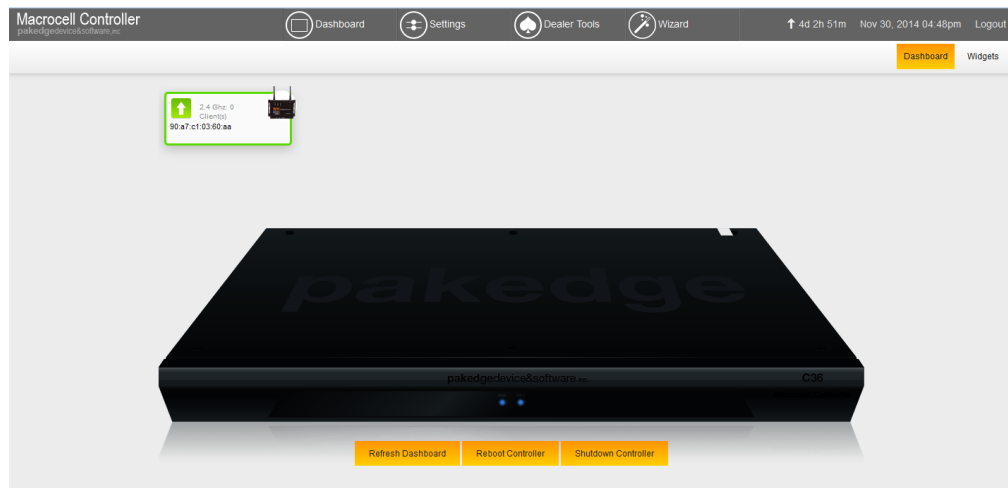 Macrocell Controller
pakedgedevice&software,inc
Dashboard
Settings
Dealer Tools
Wizard
4d 2h 51m
Nov 30, 2014 04:48pm
Logout
Dashboard
Widgets
2.4 Ghz: 0
Client(s)
90:a7:c1:03:60:aa
pakedge
pakedgedevice&software inc.
C36
Refresh Dashboard
Reboot Controller
Shutdown Controller